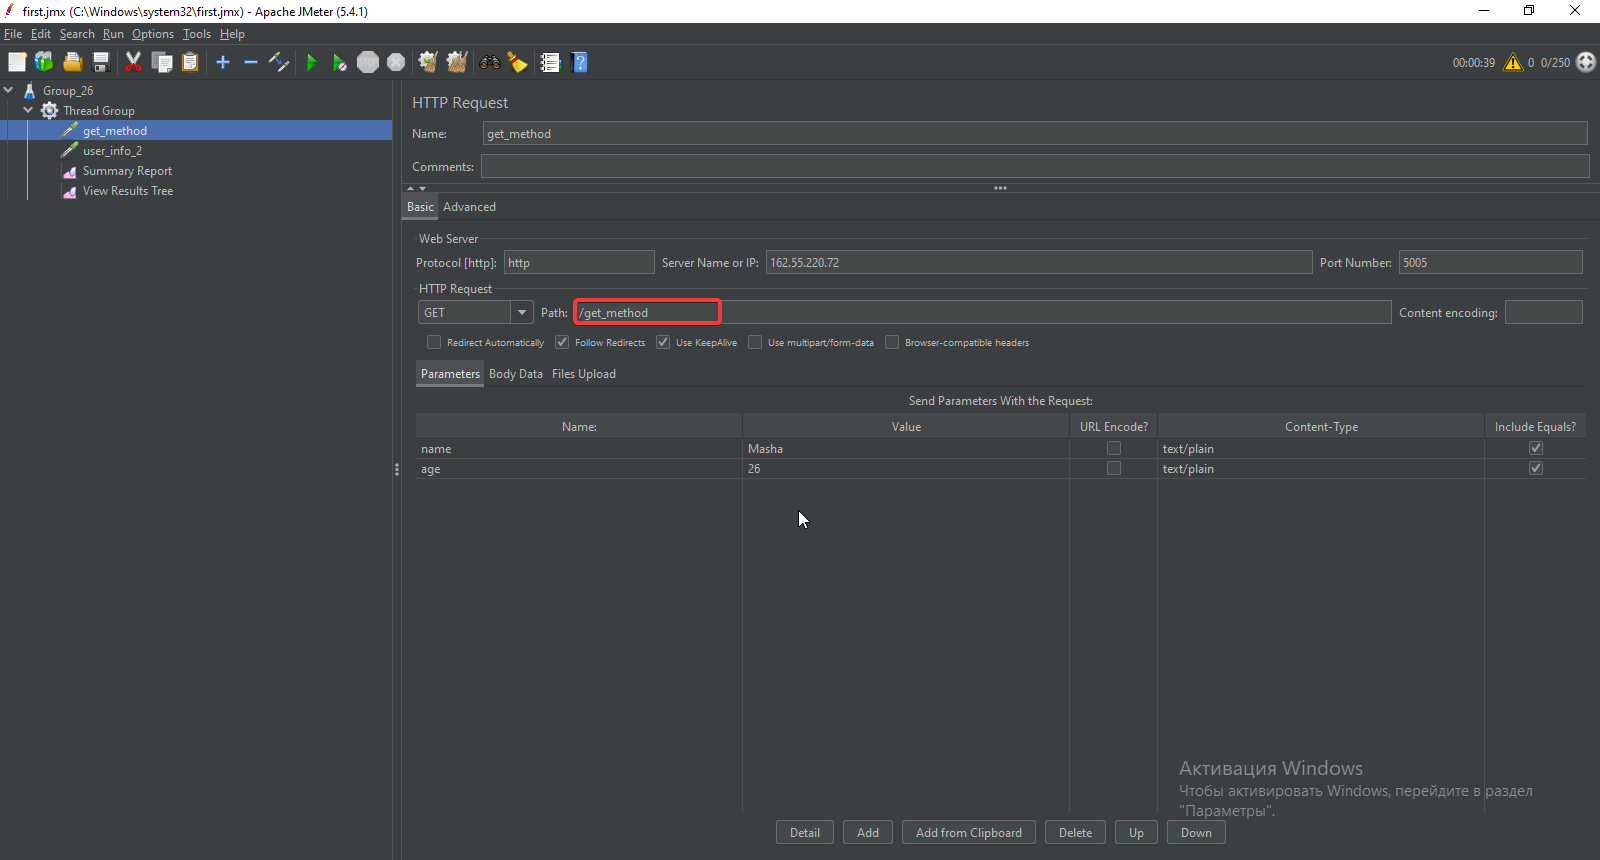 first.jmx (C:\Windows\system32\first.jmx) - Apache JMeter (5.4.1)
File Edit Search Run Options Tools Help
STOP
00:00:39 0 0/250
Group_26
Thread Group
get_method
user_info_2
Summary Report
View Results Tree
HTTP Request
Name: get_method
Comments:
Basic Advanced
Web Server
Protocol [http]: http Server Name or IP: 162.55.220.72 Port Number: 5005
HTTP Request
GET Path: /get_method Content encoding:
Redirect Automatically Follow Redirects Use KeepAlive Use multipart/form-data Browser-compatible headers
Parameters Body Data Files Upload
Send Parameters With the Request:
Name: Value URL Encode? Content-Type Include Equals?
name Masha text/plain
age 26 text/plain
Активация Windows
Чтобы активировать Windows, перейдите в раздел
"Параметры".
Detail Add Add from Clipboard Delete Up Down